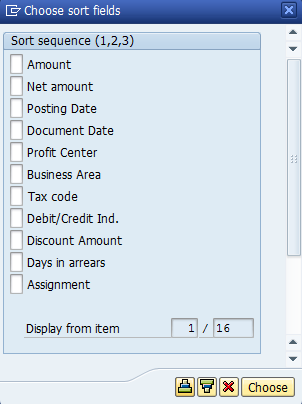 Choose sort fields
Sort sequence (1,2,3)
Amount
Net amount
Posting Date
Document Date
Profit Center
Business Area
Tax code
Debit/Credit Ind.
Discount Amount
Days in arrears
Assignment
Display from item 1 / 16
Choose